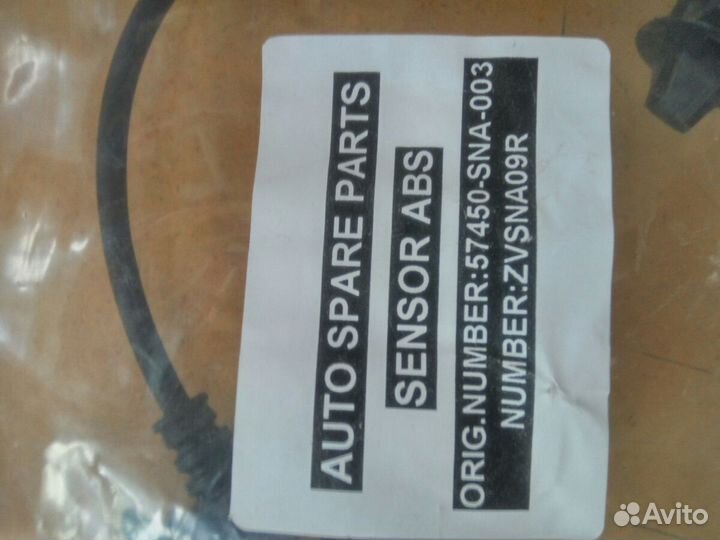 AUTO SPARE PARTS
SENSOR ABS
ORIG.NUMBER:57450-SNA-003
NUMBER:ZVSNA09R
Avito